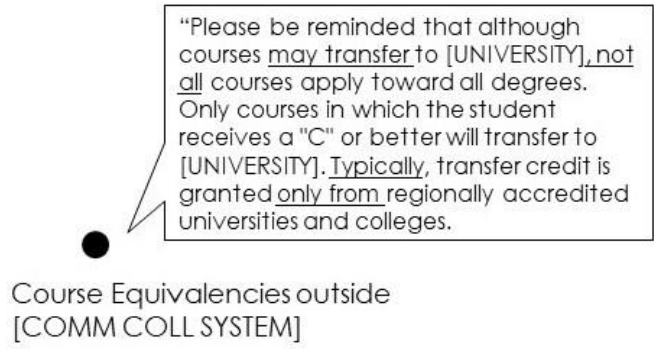 “Please be reminded that although
courses may transfer to [UNIVERSITY], not
all courses apply toward all degrees.
Only courses in which the student
receives a "C" or better will transfer to
[UNIVERSITY]. Typically, transfer credit is
granted only from regionally accredited
universities and colleges.
Course Equivalencies outside
[COMM COLL SYSTEM]